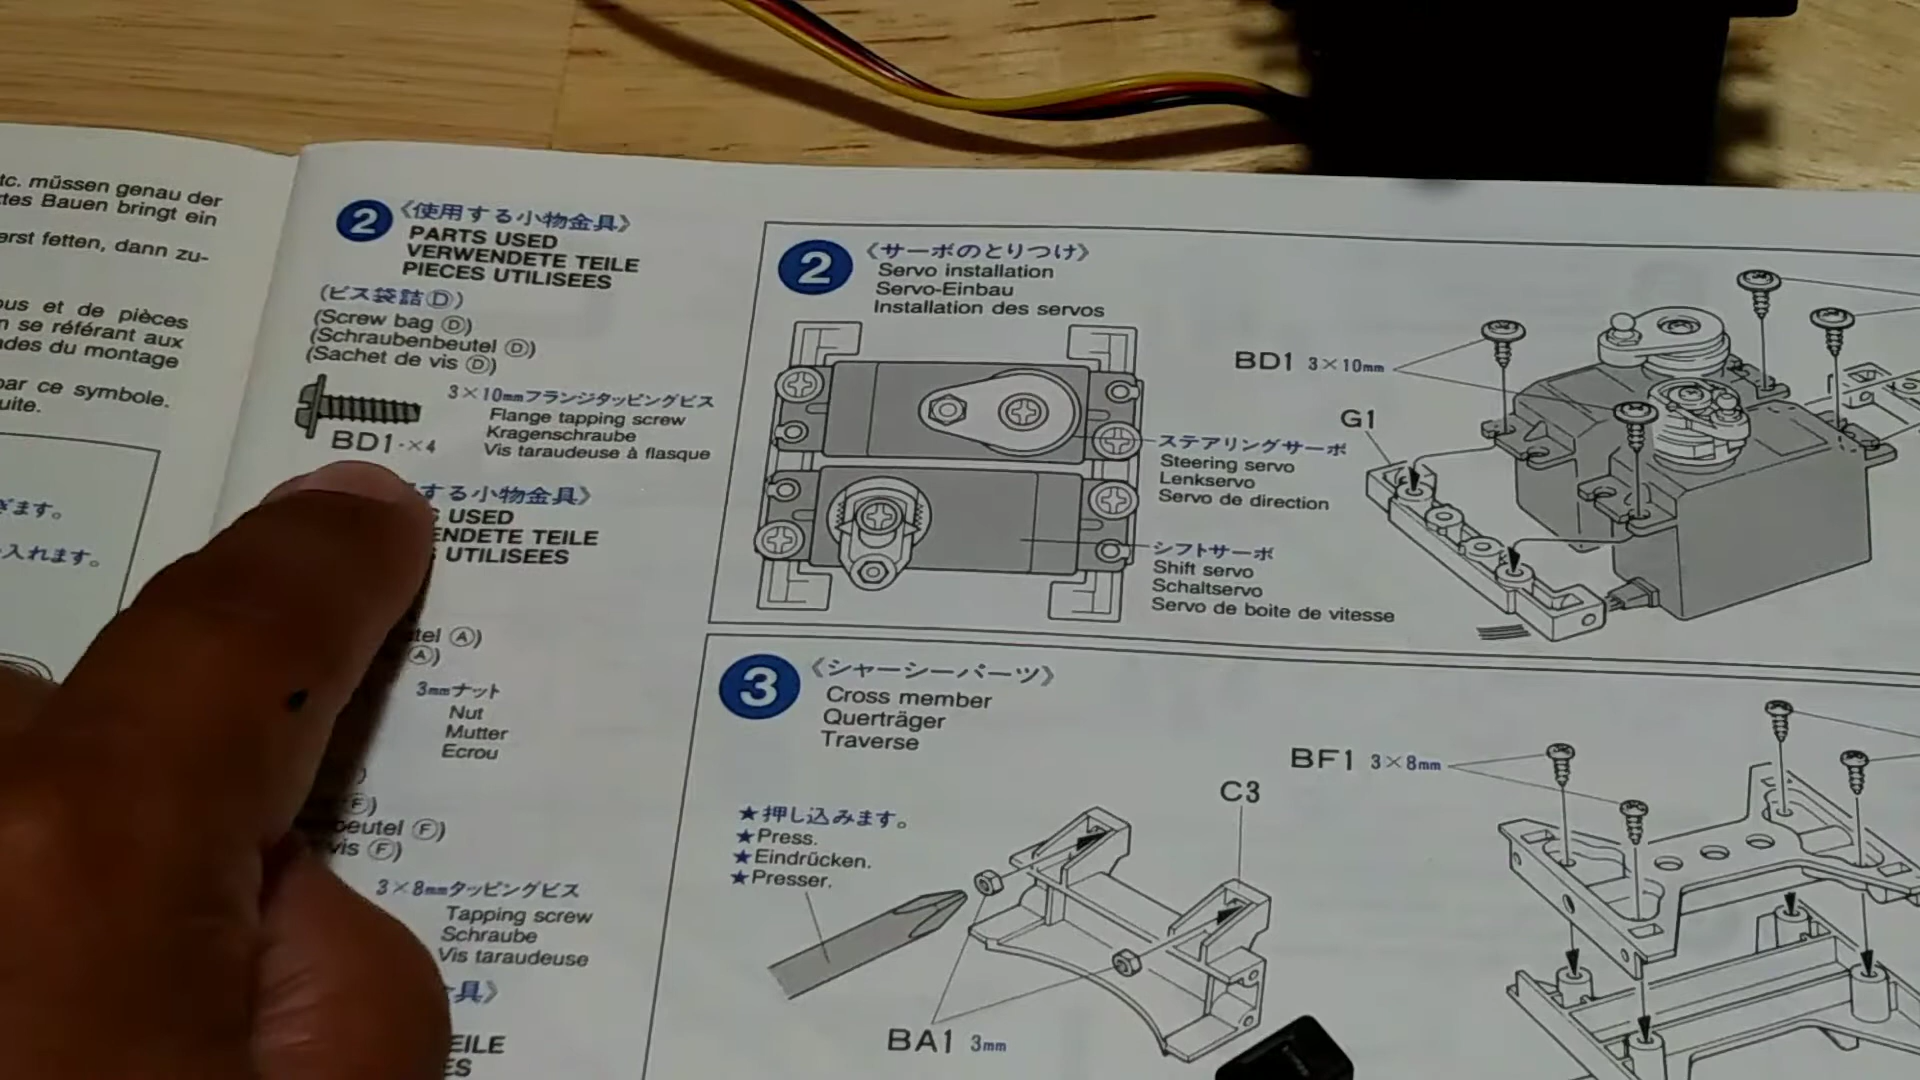 tc. müssen genau der
tes Bauen bringt ein
erst fetten, dann zu-
ous et de pièces
n se référant aux
ndes du montage
par ce symbole.
uite.
ぎます。
入れます。
2 《使用する小物金具》
PARTS USED
VERWENDETE TEILE
PIECES UTILISEES
(ビス袋詰Ⓓ)
(Screw bag Ⓓ)
(Schraubenbeutel Ⓓ)
(Sachet de vis Ⓓ)
3×10mmフランジタッピングビス
Flange tapping screw
Kragenschraube
Vis taraudeuse à flasque
BD1··×4
する小物金具》
USED
ENDETE TEILE
UTILISEES
tel Ⓐ)
Ⓐ)
3mmナット
Nut
Mutter
Ecrou
Ⓕ)
beutel Ⓕ)
vis Ⓕ)
3×8mmタッピングビス
Tapping screw
Schraube
Vis taraudeuse
具》
EILE
ES
2 《サーボのとりつけ》
Servo installation
Servo-Einbau
Installation des servos
BD1 3×10mm
G1
ステアリングサーボ
Steering servo
Lenkservo
Servo de direction
シフトサーボ
Shift servo
Schaltservo
Servo de boite de vitesse
3 《シャーシーパーツ》
Cross member
Querträger
Traverse
BF1 3×8mm
C3
★押し込みます。
★Press.
★Eindrücken.
★Presser.
BA1 3mm